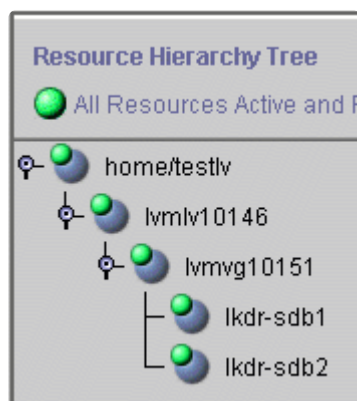 Resource Hierarchy Tree
All Resources Active and
home/testlv
lvmlv10146
lvmvg10151
lkdr-sdb1
lkdr-sdb2